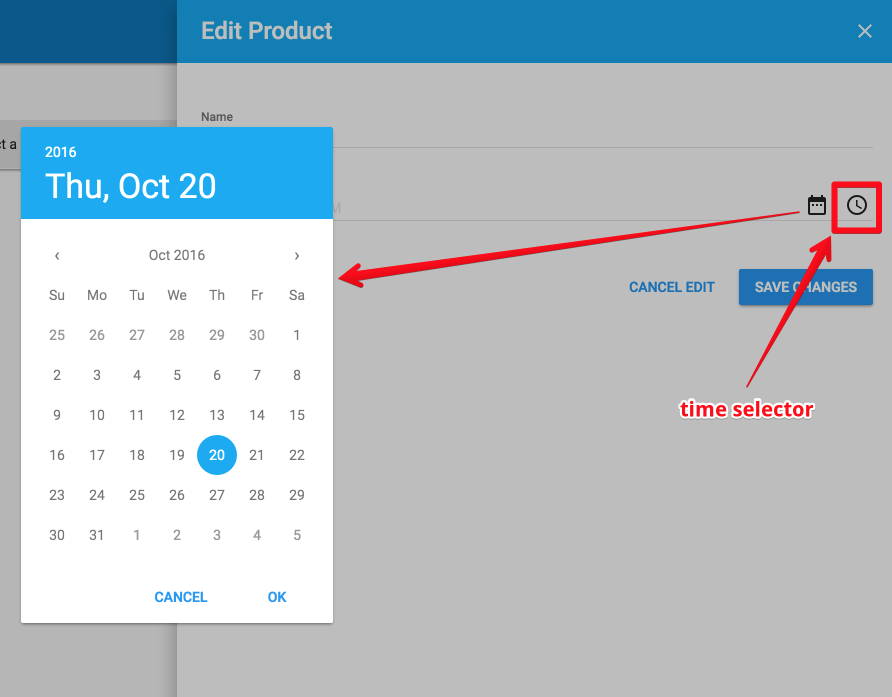 Edit Product
Name
ct a
2016
Thu, Oct 20
M
‹ Oct 2016 ›
Su Mo Tu We Th Fr Sa
25 26 27 28 29 30 1
2 3 4 5 6 7 8
9 10 11 12 13 14 15
16 17 18 19 20 21 22
23 24 25 26 27 28 29
30 31 1 2 3 4 5
CANCEL OK
CANCEL EDIT SAVE CHANGES
time selector